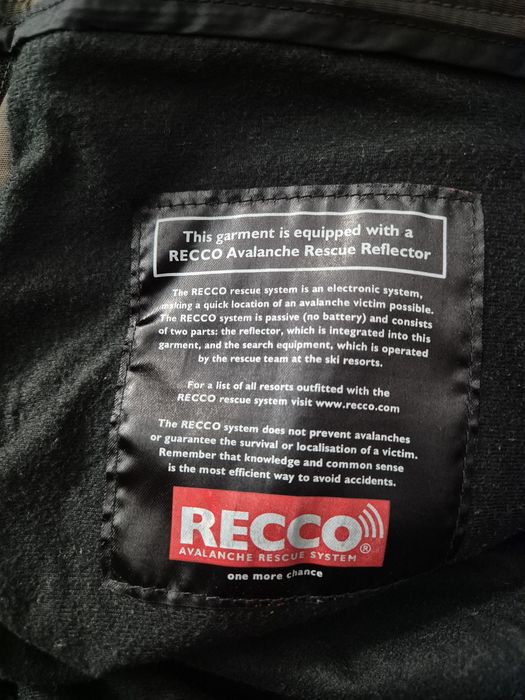 This garment is equipped with a
RECCO Avalanche Rescue Reflector
The RECCO rescue system is an electronic system,
making a quick location of an avalanche victim possible.
The RECCO system is passive (no battery) and consists
of two parts: the reflector, which is integrated into this
garment, and the search equipment, which is operated
by the rescue team at the ski resorts.
For a list of all resorts outfitted with the
RECCO rescue system visit www.recco.com
The RECCO system does not prevent avalanches
or guarantee the survival or localisation of a victim.
Remember that knowledge and common sense
is the most efficient way to avoid accidents.
RECCO®
AVALANCHE RESCUE SYSTEM
one more chance